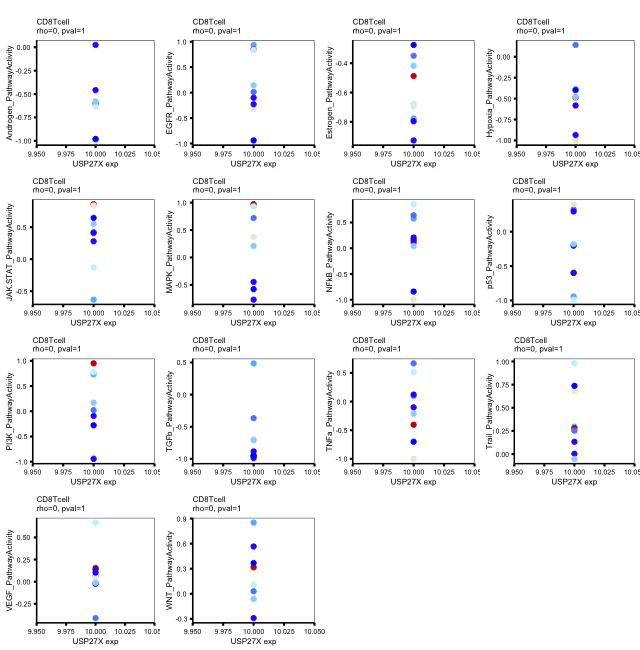 CD8Tcell
rho=0, pval=1
Androgen_PathwayActivity
0.00
-0.50
-1.00
9.950 9.975 10.000 10.025 10.05
USP27X exp
CD8Tcell
rho=0, pval=1
EGFR_PathwayActivity
1.0
0.5
0.0
-0.5
-1.0
9.950 9.975 10.000 10.025 10.05
USP27X exp
CD8Tcell
rho=0, pval=1
Estrogen_PathwayActivity
-0.4
-0.6
-0.8
9.950 9.975 10.000 10.025 10.05
USP27X exp
CD8Tcell
rho=0, pval=1
Hypoxia_PathwayActivity
0.00
-0.50
-1.00
9.950 9.975 10.000 10.025 10.05
USP27X exp
CD8Tcell
rho=0, pval=1
JAK.STAT_PathwayActivity
0.5
0.0
-0.5
9.950 9.975 10.000 10.025 10.050
USP27X exp
CD8Tcell
rho=0, pval=1
MAPK_PathwayActivity
1.0
0.5
0.0
-0.5
9.950 9.975 10.000 10.025 10.050
USP27X exp
CD8Tcell
rho=0, pval=1
NFkB_PathwayActivity
0.5
0.0
-0.5
-1.0
9.950 9.975 10.000 10.025 10.050
USP27X exp
CD8Tcell
rho=0, pval=1
p53_PathwayActivity
0.0
-0.5
-1.0
9.950 9.975 10.000 10.025 10.050
USP27X exp
CD8Tcell
rho=0, pval=1
PI3K_PathwayActivity
1.0
0.5
0.0
-0.5
-1.0
9.950 9.975 10.000 10.025 10.050
USP27X exp
CD8Tcell
rho=0, pval=1
TGFb_PathwayActivity
0.5
0.0
-0.5
-1.0
9.950 9.975 10.000 10.025 10.050
USP27X exp
CD8Tcell
rho=0, pval=1
TNFa_PathwayActivity
0.5
0.0
-0.5
-1.0
9.950 9.975 10.000 10.025 10.050
USP27X exp
CD8Tcell
rho=0, pval=1
Trail_PathwayActivity
1.00
0.75
0.50
0.25
0.00
9.950 9.975 10.000 10.025 10.05
USP27X exp
CD8Tcell
rho=0, pval=1
VEGF_PathwayActivity
0.50
0.25
0.00
-0.25
9.950 9.975 10.000 10.025 10.05
USP27X exp
CD8Tcell
rho=0, pval=1
WNT_PathwayActivity
0.9
0.6
0.3
0.0
-0.3
9.950 9.975 10.000 10.025 10.050
USP27X exp